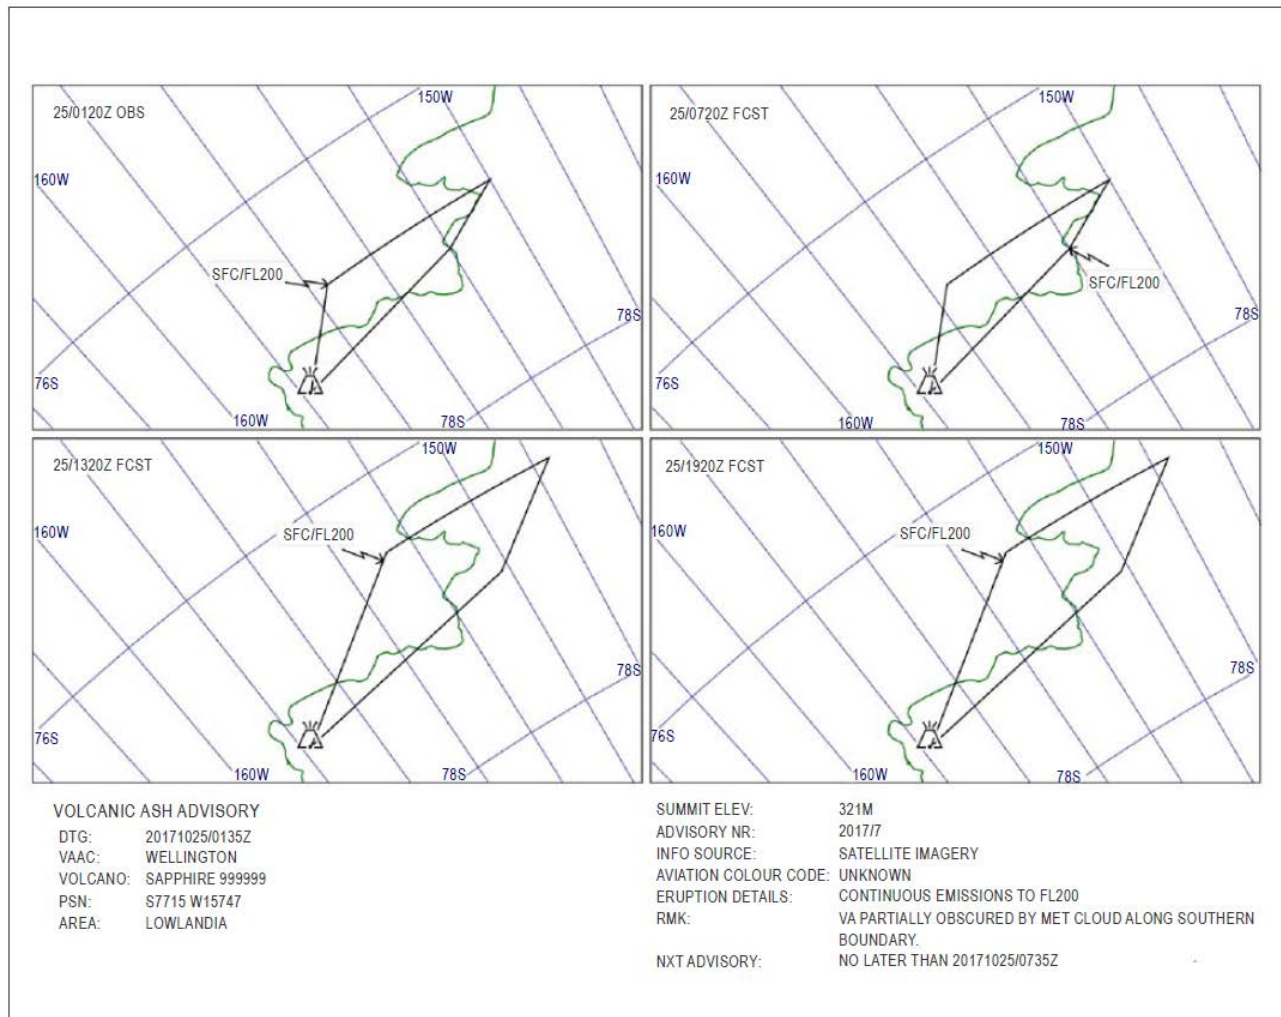 25/0120Z OBS
150W
160W
SFC/FL200
78S
76S
160W
78S
25/0720Z FCST
150W
160W
SFC/FL200
78S
76S
160W
78S
25/1320Z FCST
150W
160W
SFC/FL200
78S
76S
160W
78S
25/1920Z FCST
150W
160W
SFC/FL200
78S
76S
160W
78S
VOLCANIC ASH ADVISORY
DTG: 20171025/0135Z
VAAC: WELLINGTON
VOLCANO: SAPPHIRE 999999
PSN: S7715 W15747
AREA: LOWLANDIA
SUMMIT ELEV: 321M
ADVISORY NR: 2017/7
INFO SOURCE: SATELLITE IMAGERY
AVIATION COLOUR CODE: UNKNOWN
ERUPTION DETAILS: CONTINUOUS EMISSIONS TO FL200
RMK: VA PARTIALLY OBSCURED BY MET CLOUD ALONG SOUTHERN
BOUNDARY.
NXT ADVISORY: NO LATER THAN 20171025/0735Z